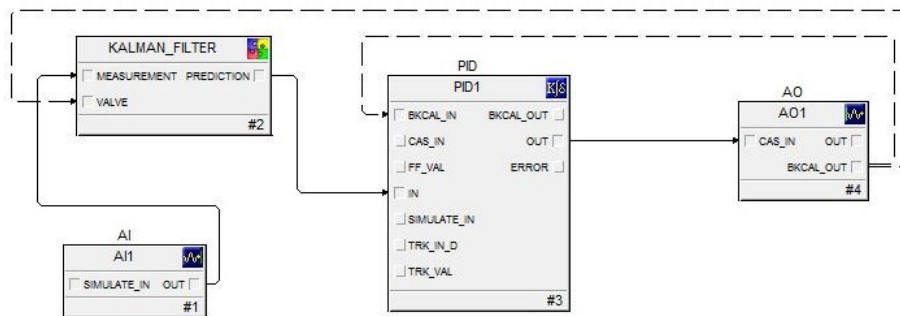 KALMAN_FILTER
MEASUREMENT PREDICTION
VALVE
#2
PID
PID1
BKCAL_IN BKCAL_OUT
CAS_IN OUT
FF_VAL ERROR
IN
SIMULATE_IN
TRK_IN_D
TRK_VAL
#3
AO
AO1
CAS_IN OUT
BKCAL_OUT
#4
AI
AI1
SIMULATE_IN OUT
#1